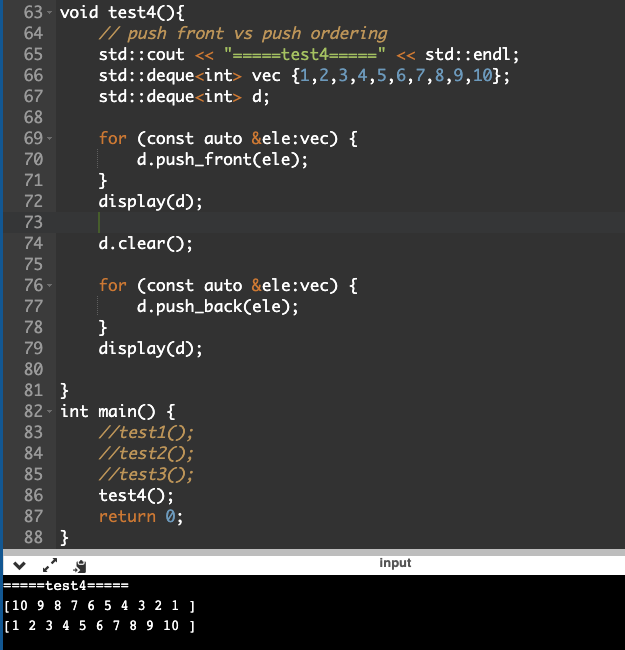 63 void test4(){
64     // push front vs push ordering
65     std::cout << "=====test4=====" << std::endl;
66     std::deque<int> vec {1,2,3,4,5,6,7,8,9,10};
67     std::deque<int> d;
68
69     for (const auto &ele:vec) {
70         d.push_front(ele);
71     }
72     display(d);
73
74     d.clear();
75
76     for (const auto &ele:vec) {
77         d.push_back(ele);
78     }
79     display(d);
80
81 }
82 int main() {
83     //test1();
84     //test2();
85     //test3();
86     test4();
87     return 0;
88 }
input
=====test4=====
[10 9 8 7 6 5 4 3 2 1 ]
[1 2 3 4 5 6 7 8 9 10 ]